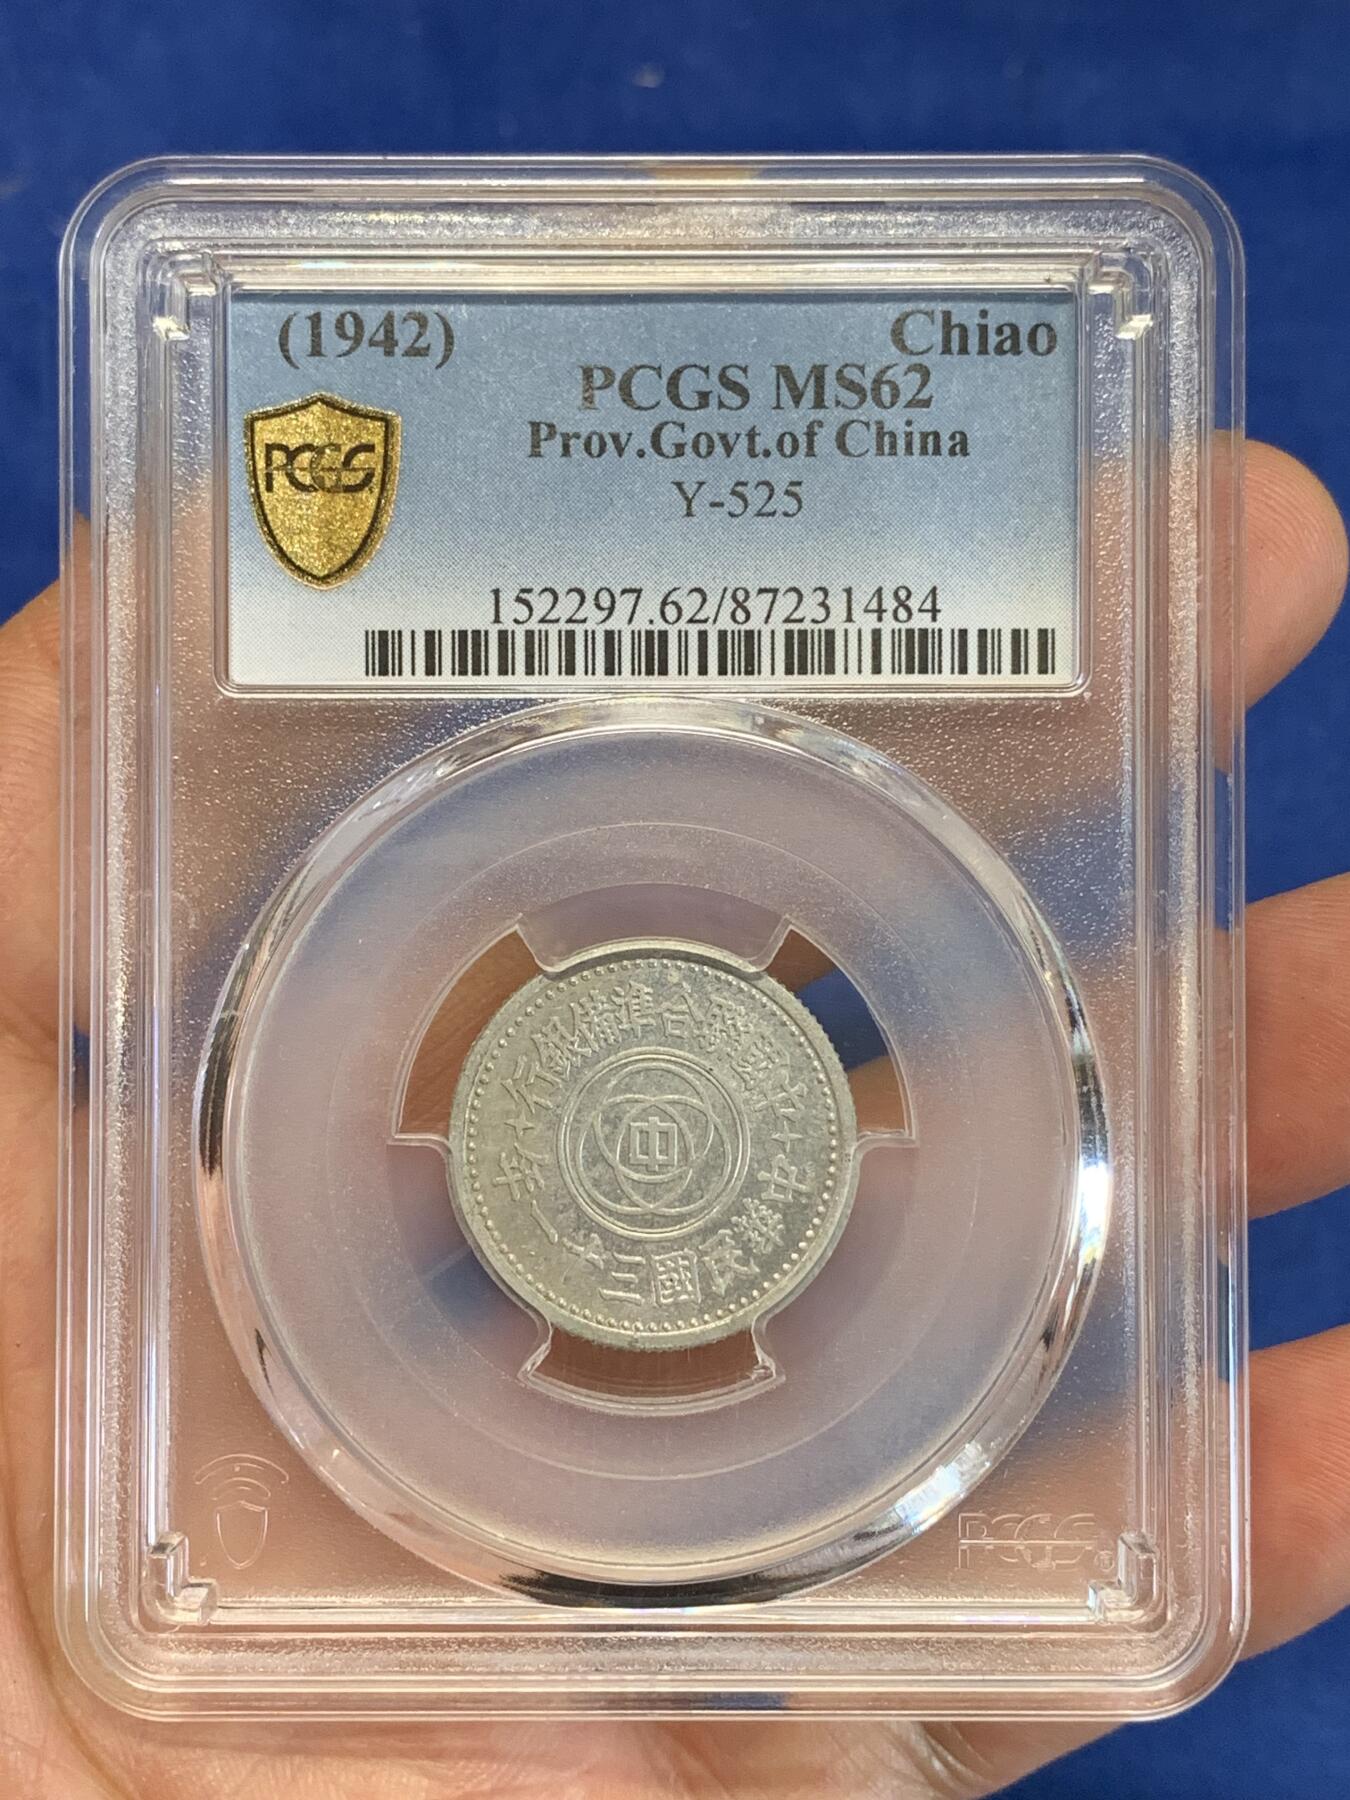 (1942)
Chiao
PCGS MS62
Prov.Govt.of China
Y-525
152297.62/87231484
PCGS
中國聯合準備銀行
中
中華民國三十一年
PCGS